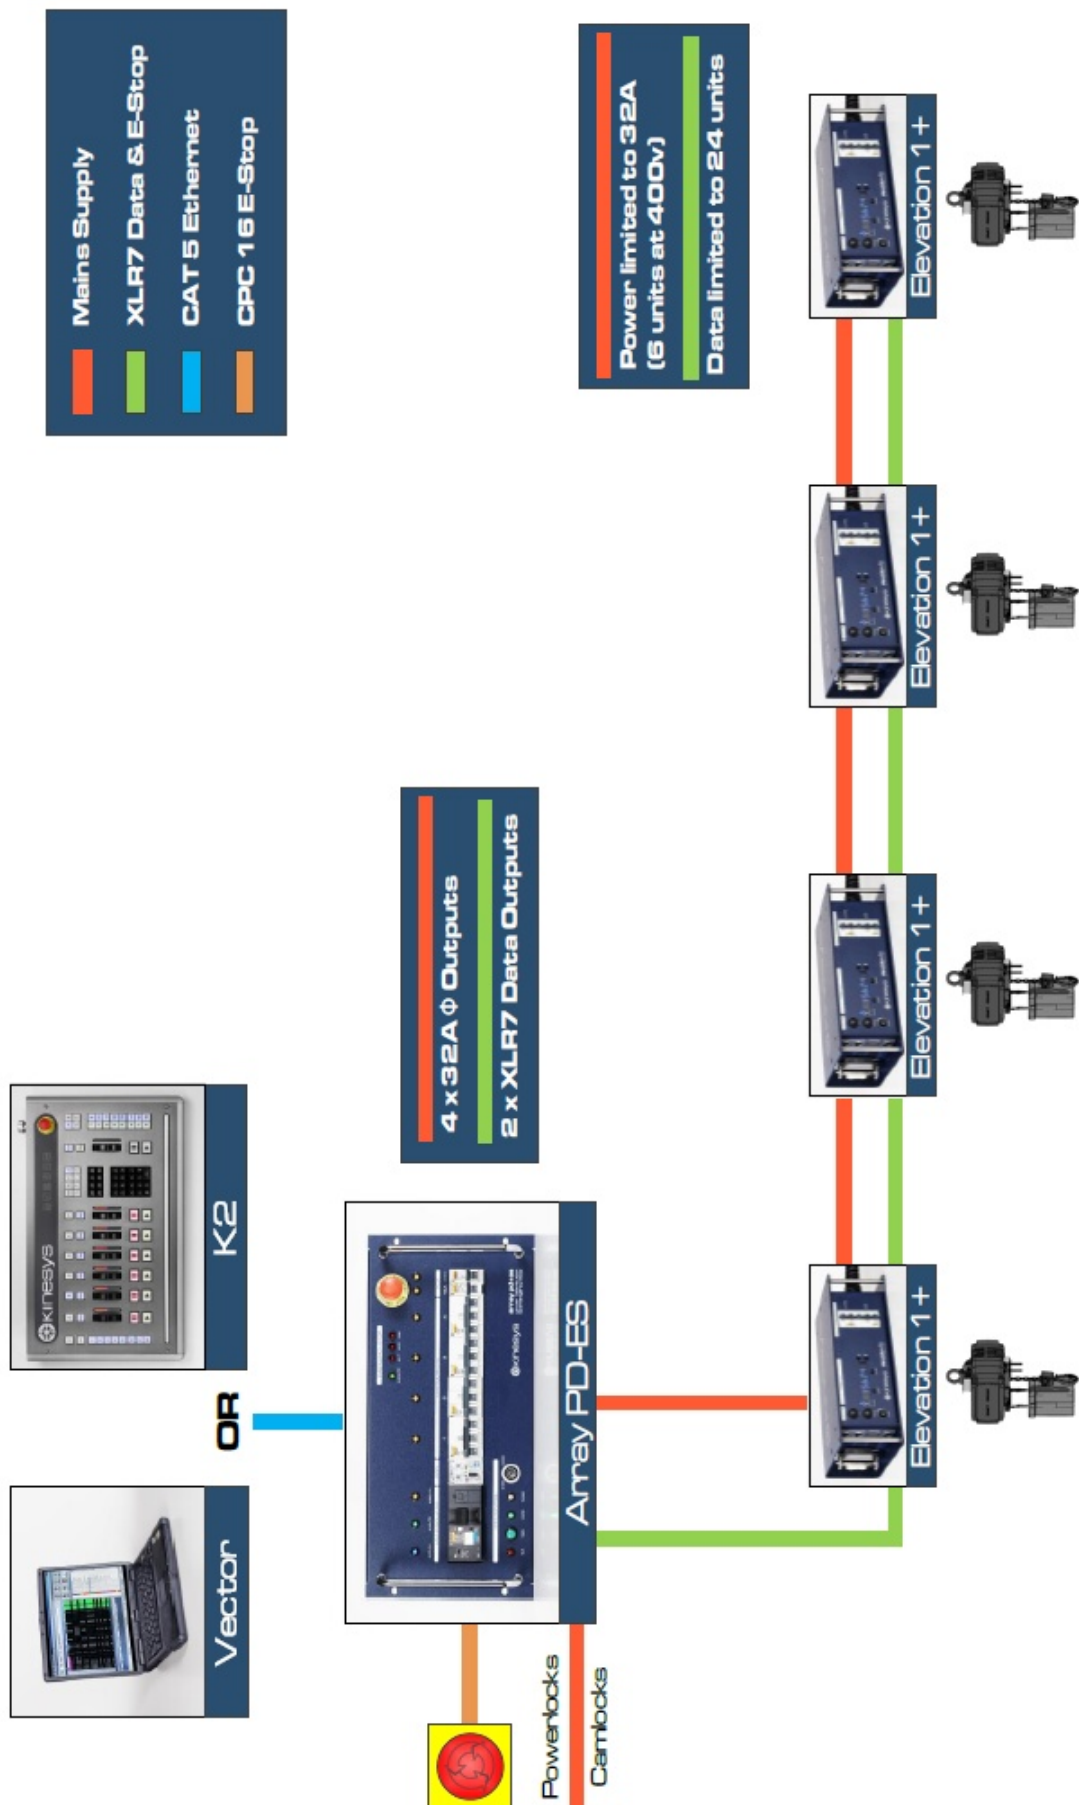 Vector
OR
KINESYS
K2
Mains Supply
XLR7 Data & E-Stop
CAT 5 Ethernet
CPC 16 E-Stop
Array PD-ES
kinesys
Powerlocks
Camlocks
4 x 32A Φ Outputs
2 x XLR7 Data Outputs
Power limited to 32A
(6 units at 400v)
Data limited to 24 units
Elevation 1+
Elevation 1+
Elevation 1+
Elevation 1+